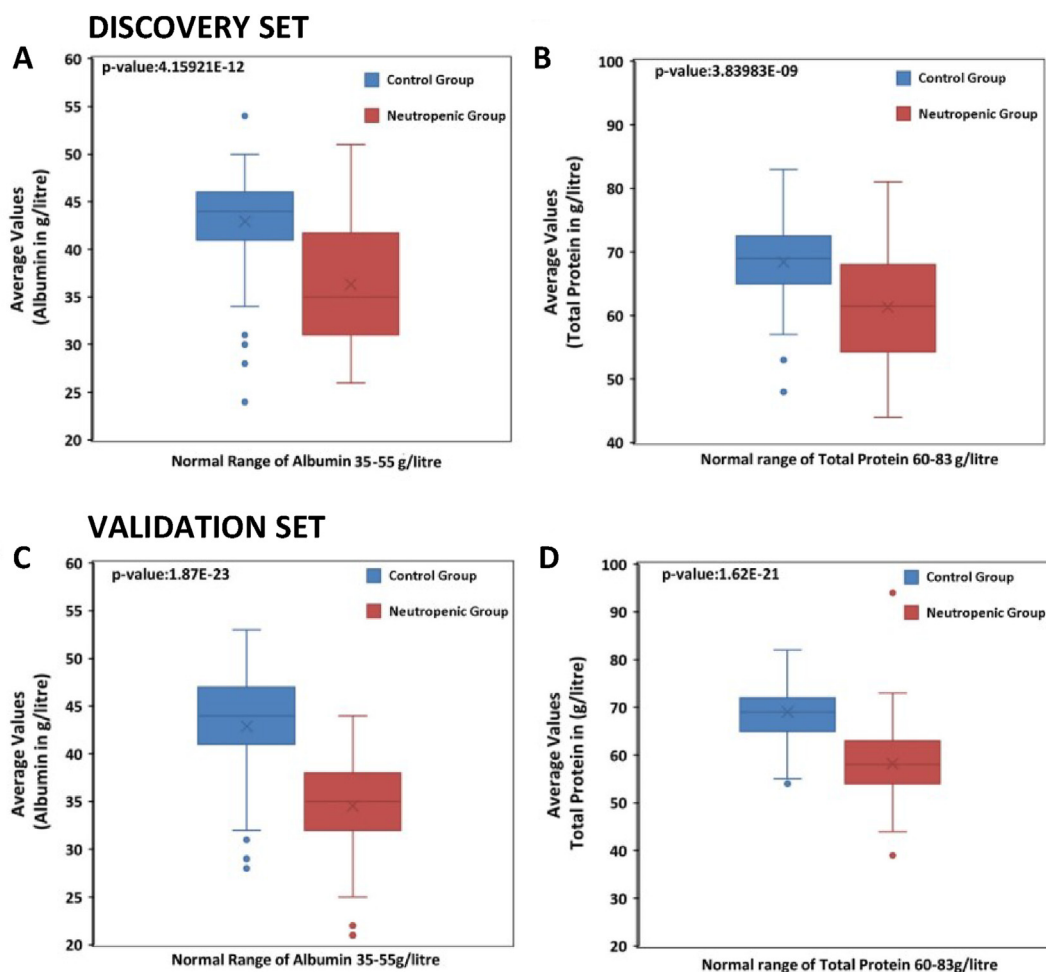 DISCOVERY SET
A
p-value:4.15921E-12
Control Group
Neutropenic Group
60
55
50
45
40
35
30
25
20
Average Values
(Albumin in g/litre)
Normal Range of Albumin 35-55 g/litre
B
p-value:3.83983E-09
Control Group
Neutropenic Group
100
90
80
70
60
50
40
Average Values
(Total Protein in g/litre)
Normal range of Total Protein 60-83 g/litre
VALIDATION SET
C
p-value:1.87E-23
Control Group
Neutropenic Group
60
55
50
45
40
35
30
25
20
Average Values
(Albumin in g/litre)
Normal Range of Albumin 35-55g/litre
D
p-value:1.62E-21
Control Group
Neutropenic Group
100
90
80
70
60
50
40
30
20
Average Values
Total Protein in (g/litre)
Normal range of Total Protein 60-83g/litre